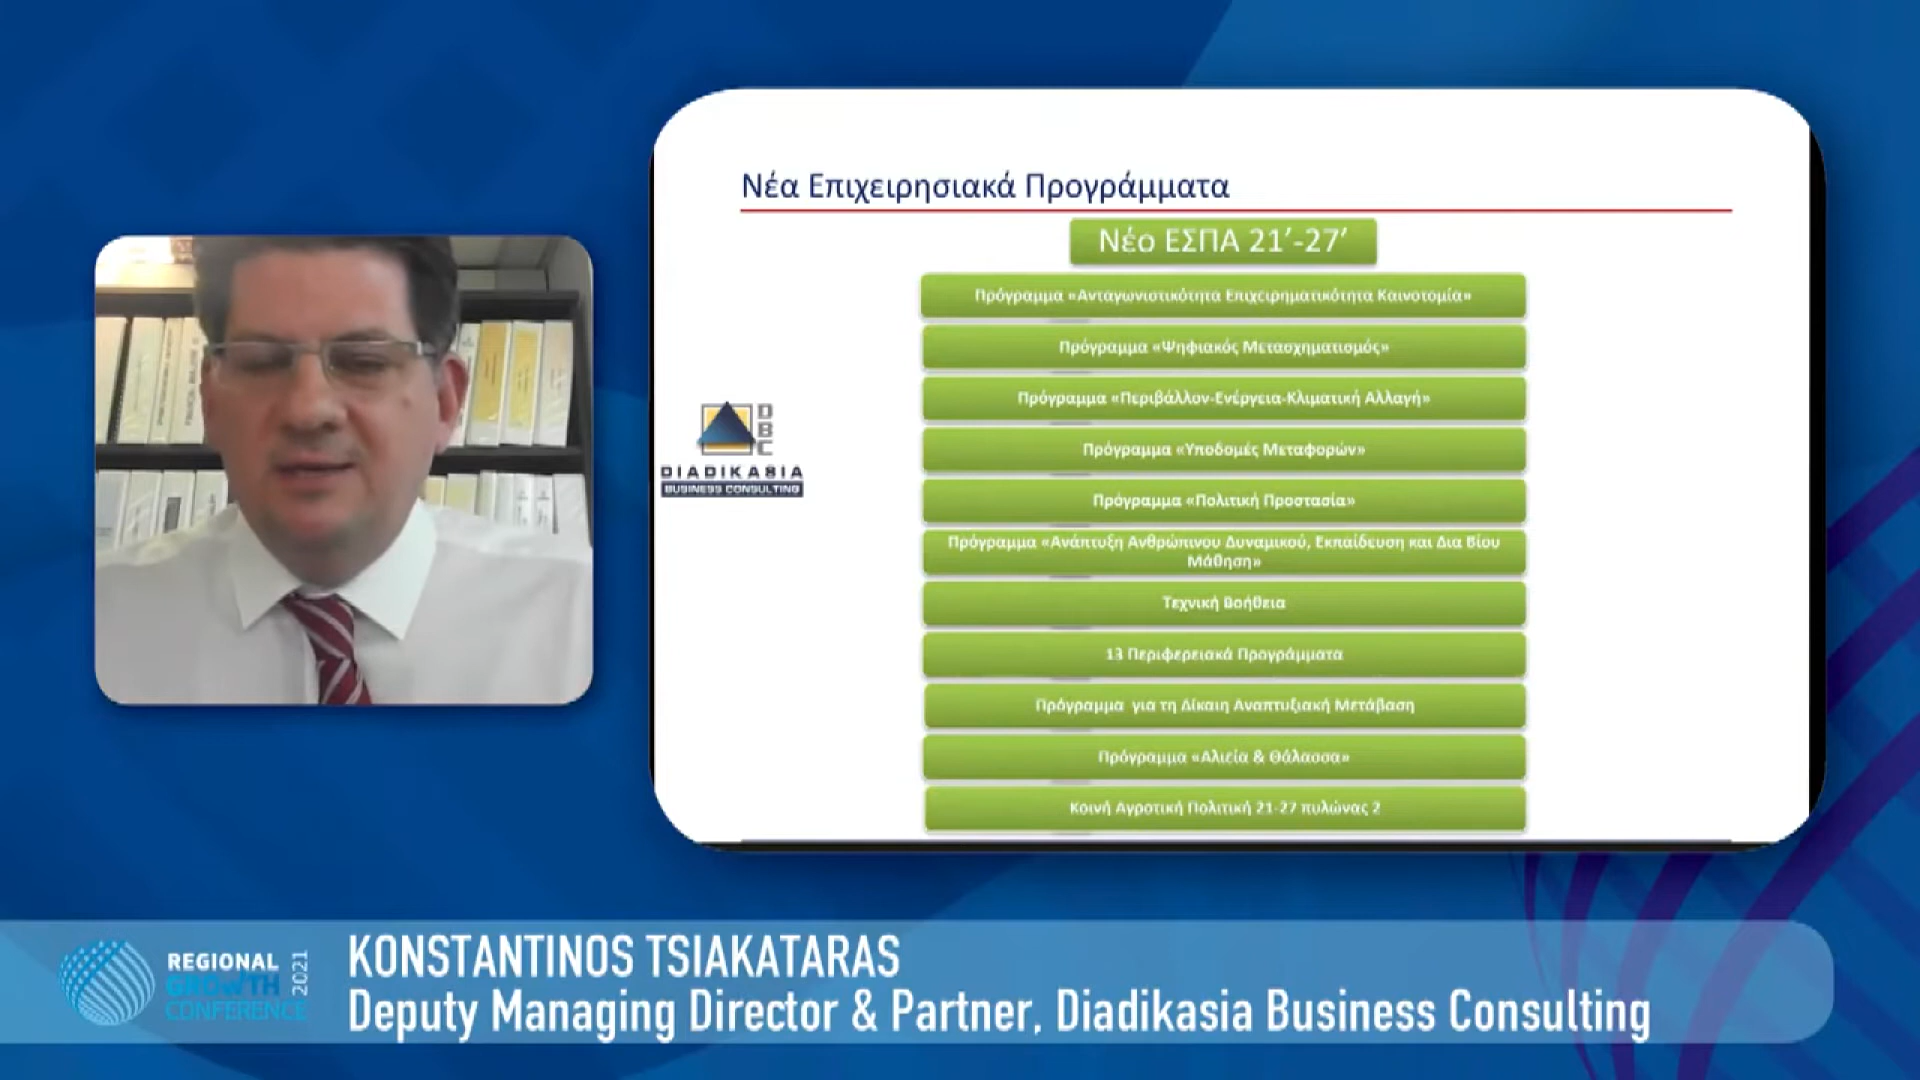 Νέα Επιχειρησιακά Προγράμματα
Νέο ΕΣΠΑ 21’-27’
Πρόγραμμα «Ανταγωνιστικότητα Επιχειρηματικότητα Καινοτομία»
Πρόγραμμα «Ψηφιακός Μετασχηματισμός»
Πρόγραμμα «Περιβάλλον-Ενέργεια-Κλιματική Αλλαγή»
Πρόγραμμα «Υποδομές Μεταφορών»
Πρόγραμμα «Πολιτική Προστασία»
Πρόγραμμα «Ανάπτυξη Ανθρώπινου Δυναμικού, Εκπαίδευση και Δια Βίου
Μάθηση»
Τεχνική Βοήθεια
13 Περιφερειακά Προγράμματα
Πρόγραμμα για τη Δίκαιη Αναπτυξιακή Μετάβαση
Πρόγραμμα «Αλιεία & Θάλασσα»
Κοινή Αγροτική Πολιτική 21-27 πυλώνας 2
DBC
DIADIKASIA
BUSINESS CONSULTING
REGIONAL
GROWTH
CONFERENCE
2021
KONSTANTINOS TSIAKATARAS
Deputy Managing Director & Partner, Diadikasia Business Consulting